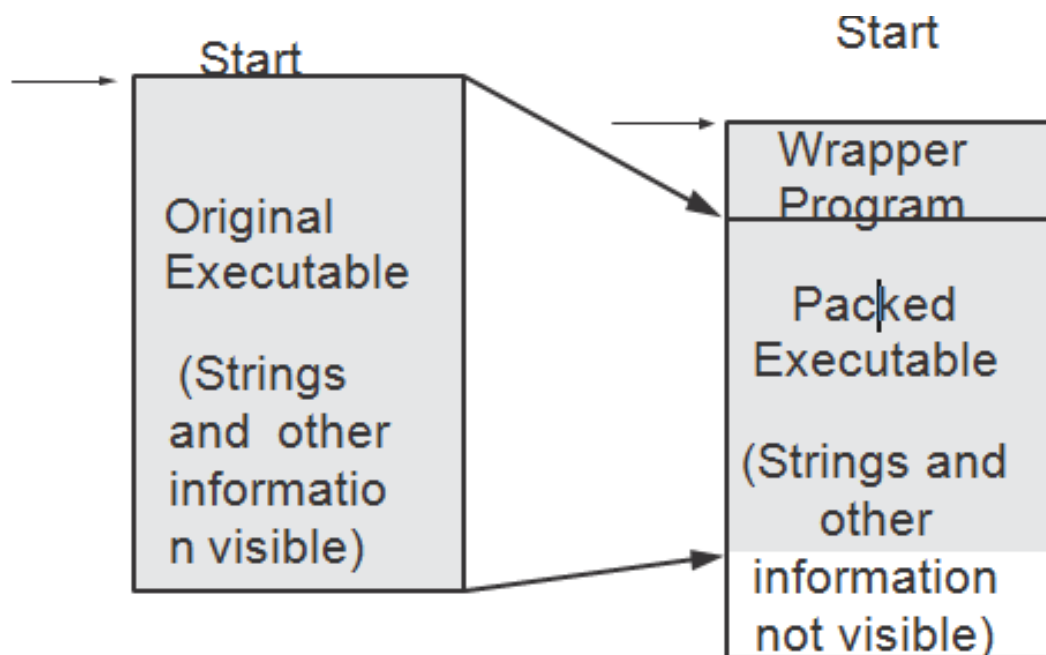 Start
Original
Executable
(Strings
and other
informatio
n visible)
Start
Wrapper
Program
Packed
Executable
(Strings and
other
information
not visible)